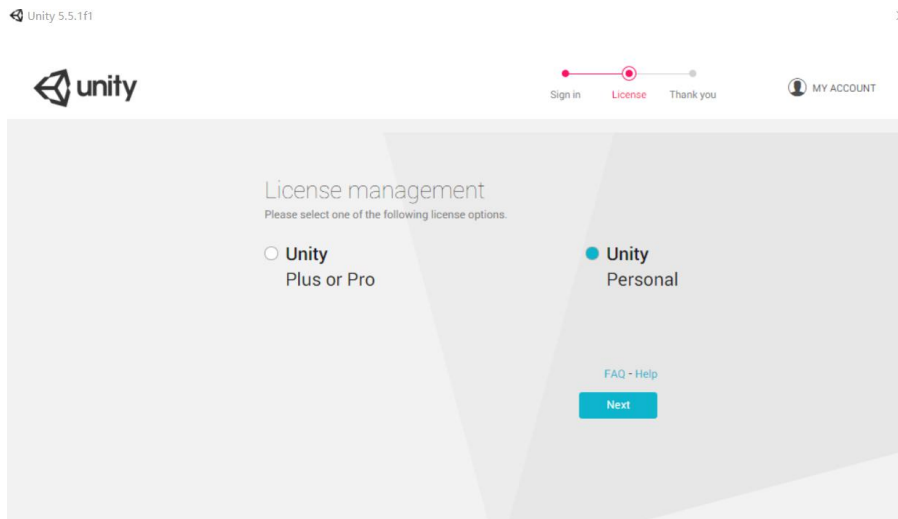 Unity 5.5.1f1
unity
Sign in License Thank you
MY ACCOUNT
License management
Please select one of the following license options.
Unity
Plus or Pro
Unity
Personal
FAQ - Help
Next